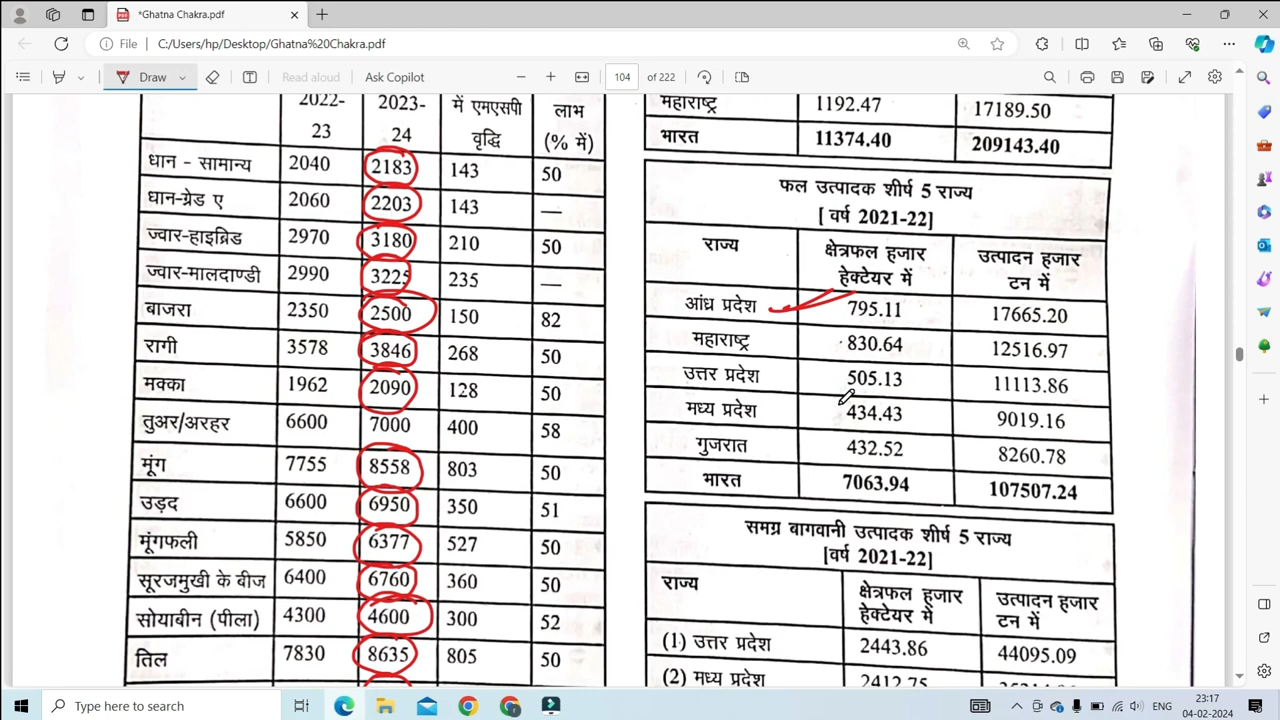 *Ghatna Chakra.pdf
File C:/Users/hp/Desktop/Ghatna%20Chakra.pdf
Draw Read aloud Ask Copilot 104 of 222
2022-23 2023-24 में एमएसपी वृद्धि लाभ (% में)
धान - सामान्य 2040 2183 143 50
धान-ग्रेड ए 2060 2203 143 —
ज्वार-हाइब्रिड 2970 3180 210 50
ज्वार-मालदाण्डी 2990 3225 235 —
बाजरा 2350 2500 150 82
रागी 3578 3846 268 50
मक्का 1962 2090 128 50
तुअर/अरहर 6600 7000 400 58
मूंग 7755 8558 803 50
उड़द 6600 6950 350 51
मूंगफली 5850 6377 527 50
सूरजमुखी के बीज 6400 6760 360 50
सोयाबीन (पीला) 4300 4600 300 52
तिल 7830 8635 805 50
महाराष्ट्र 1192.47 17189.50
भारत 11374.40 209143.40
फल उत्पादक शीर्ष 5 राज्य
[ वर्ष 2021-22]
राज्य क्षेत्रफल हजार हेक्टेयर में उत्पादन हजार टन में
आंध्र प्रदेश 795.11 17665.20
महाराष्ट्र 830.64 12516.97
उत्तर प्रदेश 505.13 11113.86
मध्य प्रदेश 434.43 9019.16
गुजरात 432.52 8260.78
भारत 7063.94 107507.24
समग्र बागवानी उत्पादक शीर्ष 5 राज्य
[वर्ष 2021-22]
राज्य क्षेत्रफल हजार हेक्टेयर में उत्पादन हजार टन में
(1) उत्तर प्रदेश 2443.86 44095.09
(2) मध्य प्रदेश 2412.75
Type here to search
ENG 23:17
04-02-2024